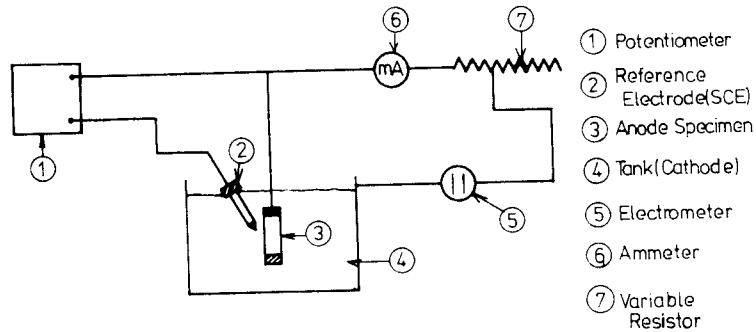 6
7
mA
2
1
3
4
5
1 Potentiometer
2 Reference
Electrode(SCE)
3 Anode Specimen
4 Tank(Cathode)
5 Electrometer
6 Ammeter
7 Variable
Resistor